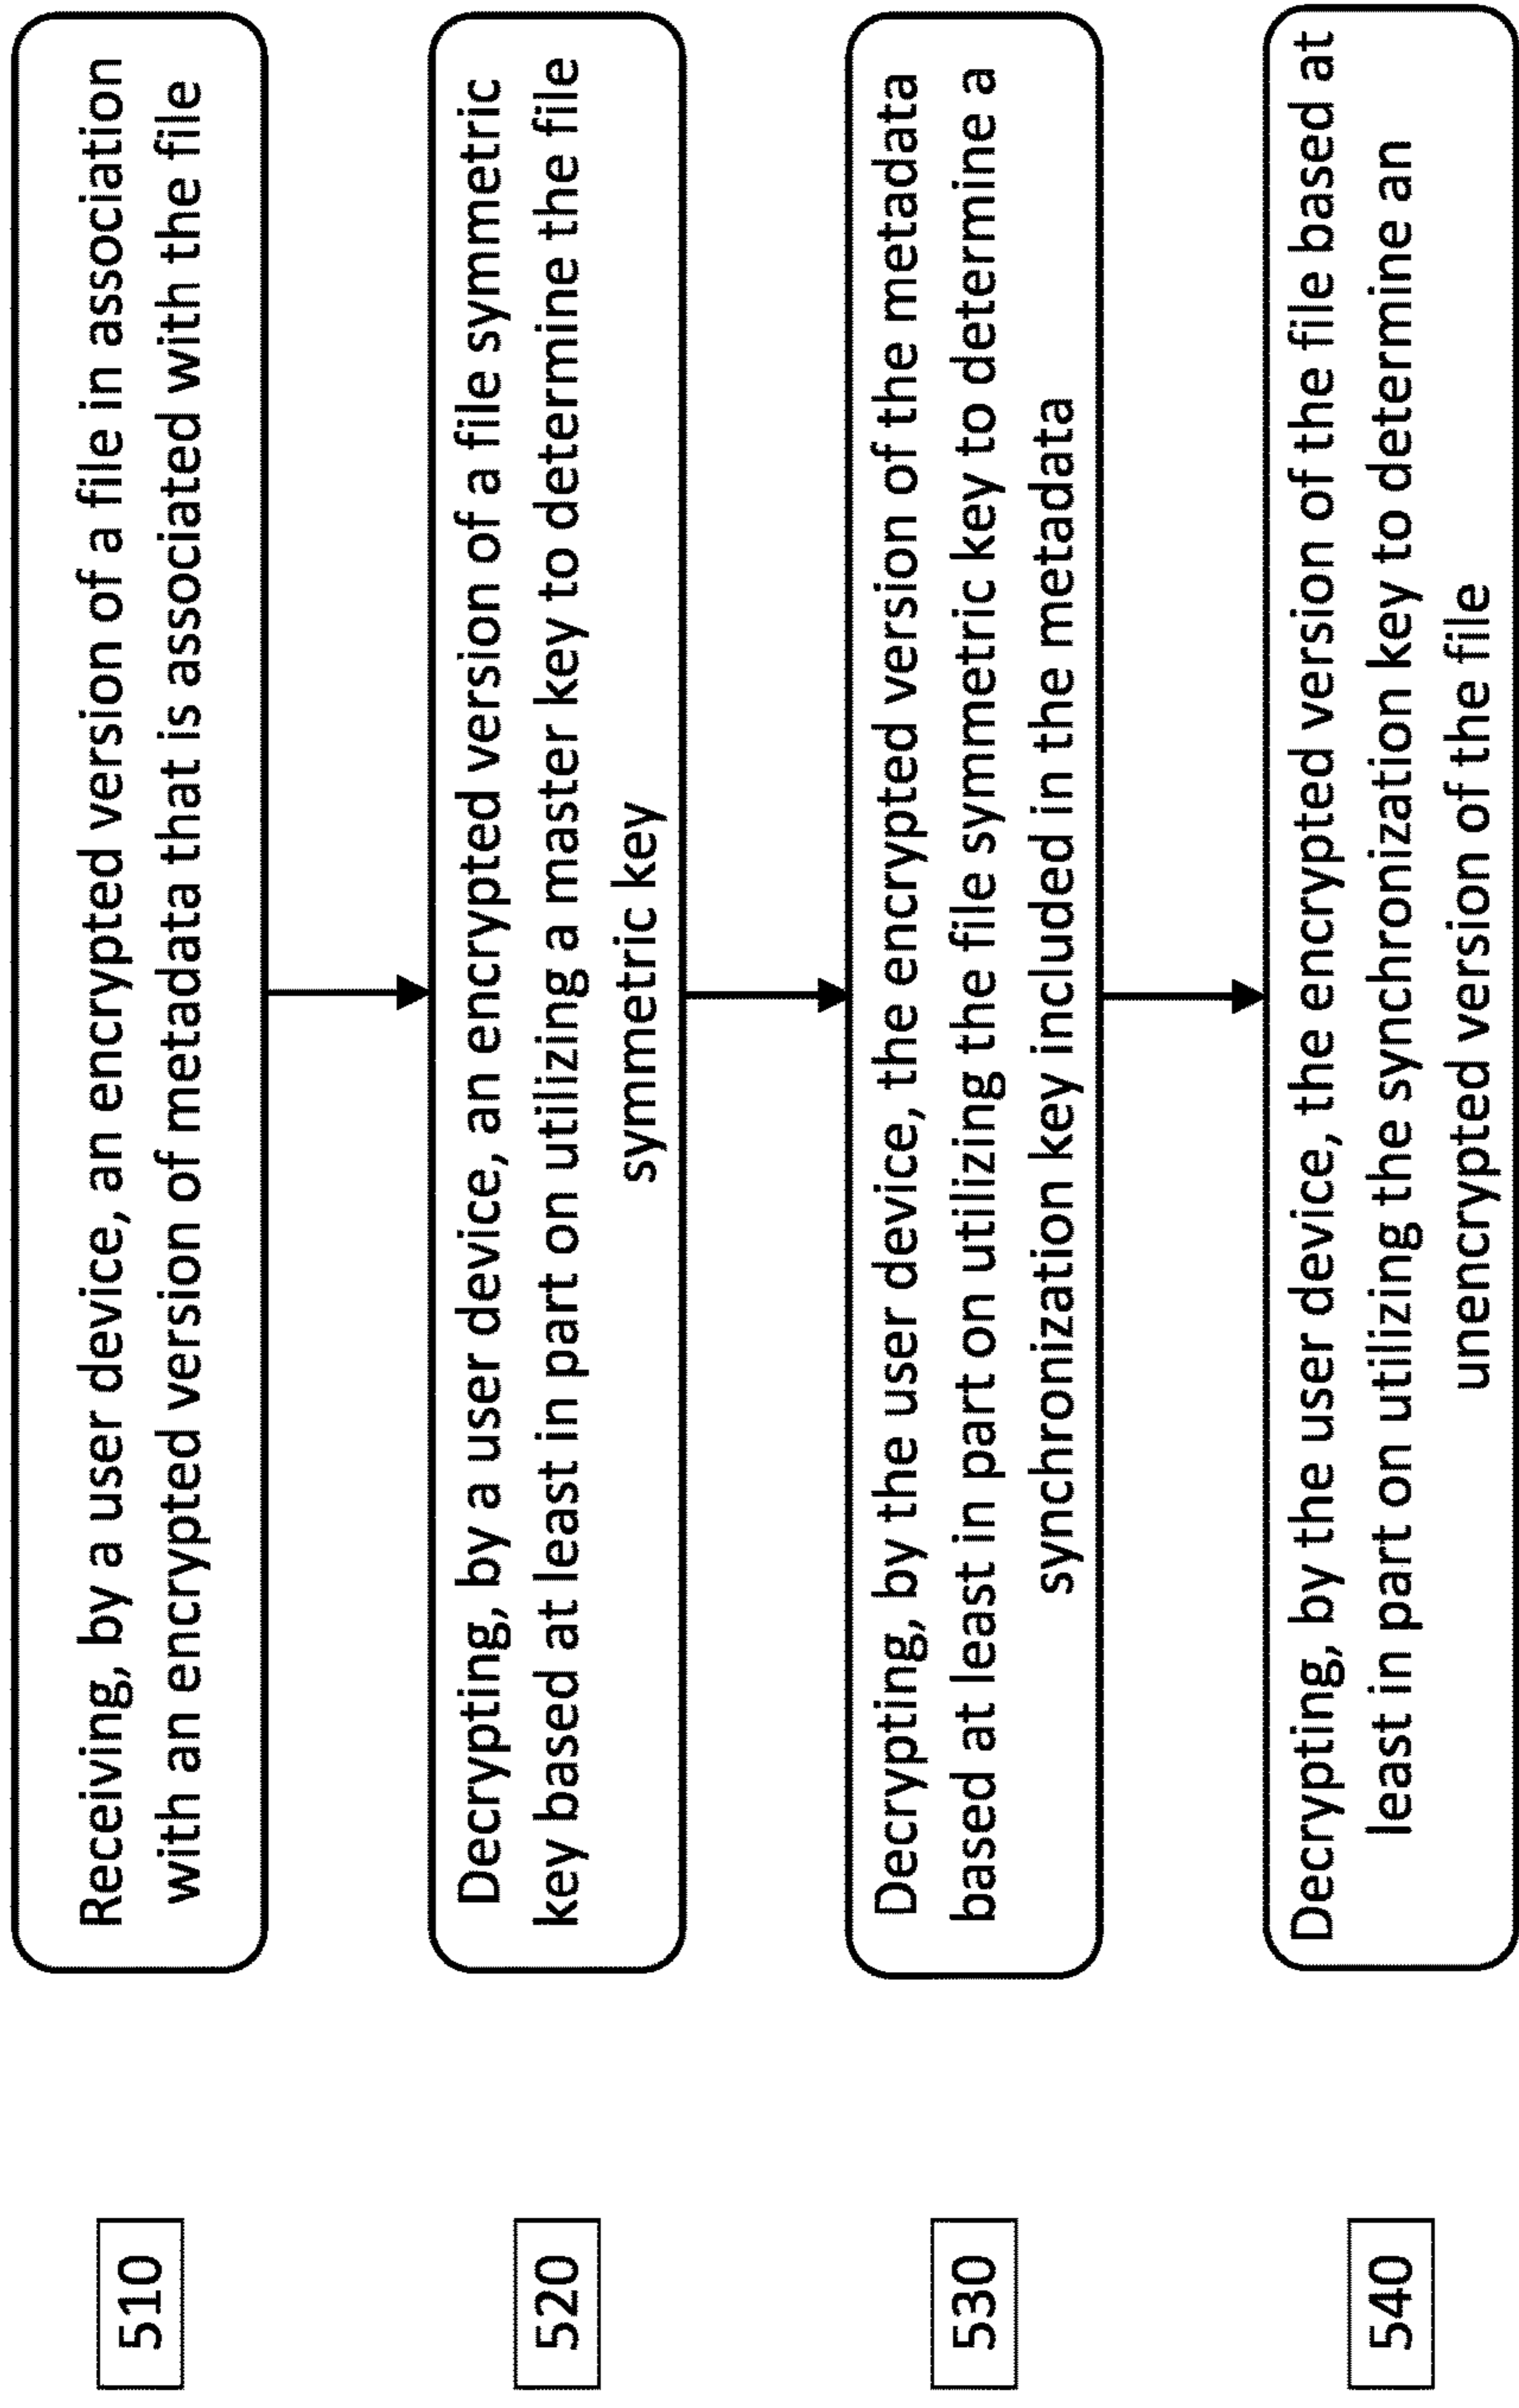 510
Receiving, by a user device, an encrypted version of a file in association
with an encrypted version of metadata that is associated with the file
520
Decrypting, by a user device, an encrypted version of a file symmetric
key based at least in part on utilizing a master key to determine the file
symmetric key
530
Decrypting, by the user device, the encrypted version of the metadata
based at least in part on utilizing the file symmetric key to determine a
synchronization key included in the metadata
540
Decrypting, by the user device, the encrypted version of the file based at
least in part on utilizing the synchronization key to determine an
unencrypted version of the file